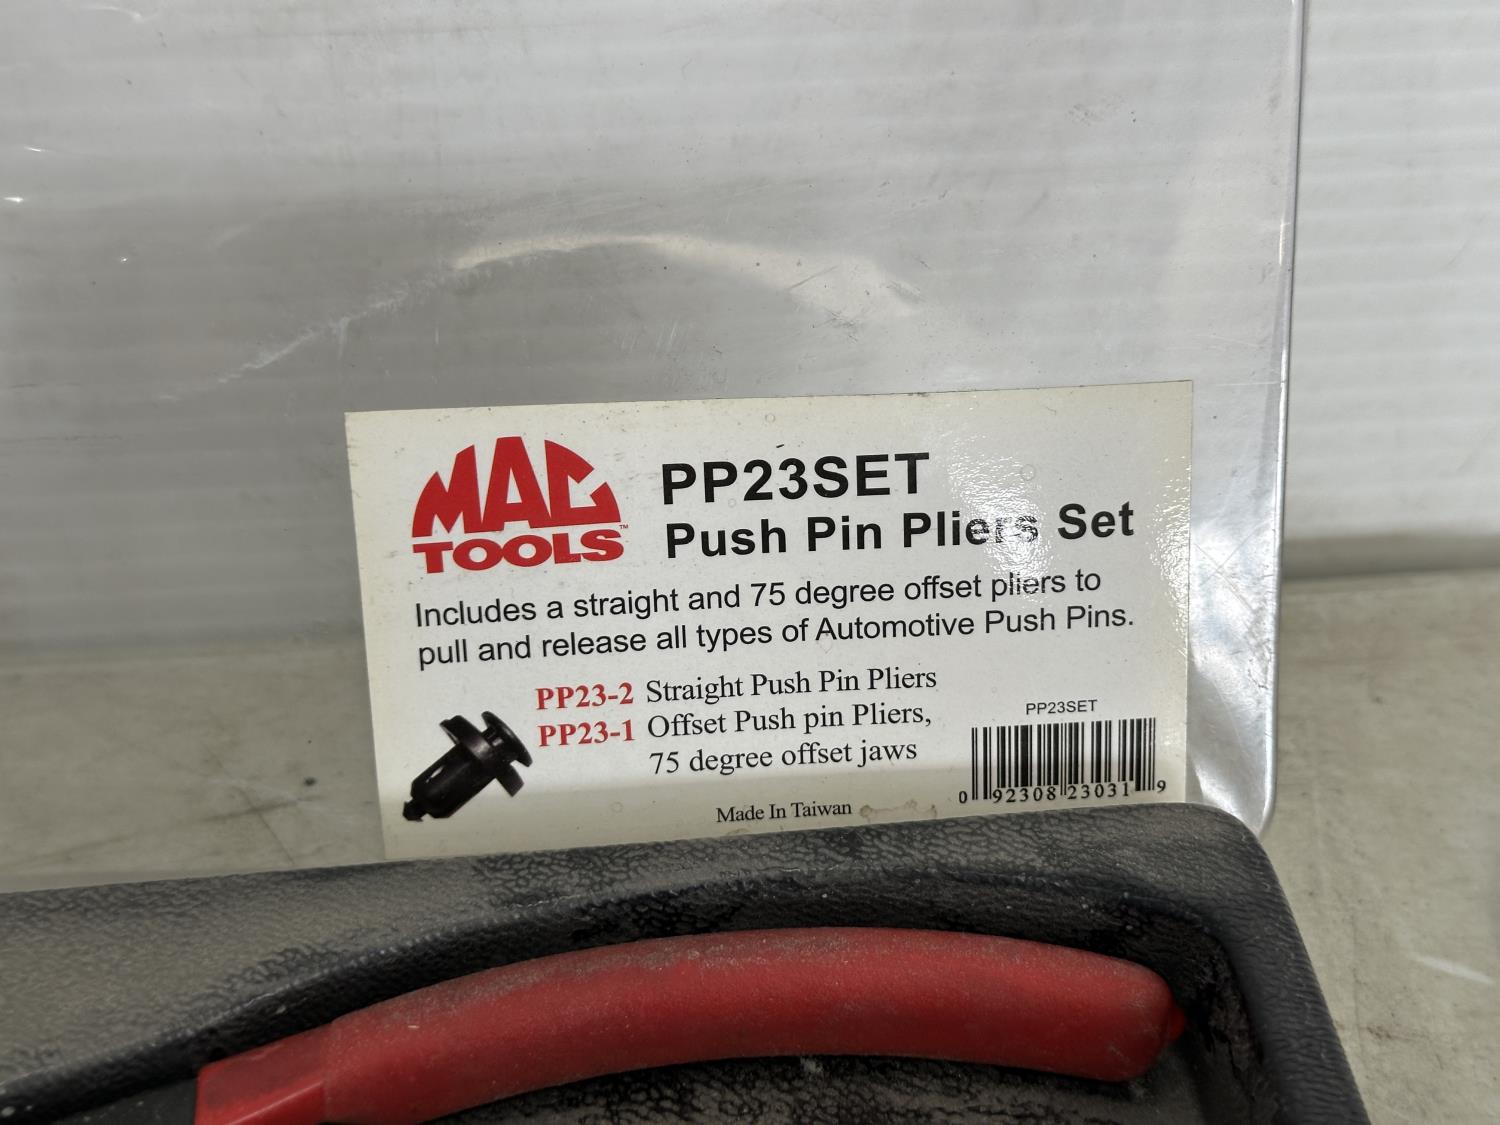 MAC
TOOLS™
PP23SET
Push Pin Pliers Set
Includes a straight and 75 degree offset pliers to
pull and release all types of Automotive Push Pins.
PP23-2 Straight Push Pin Pliers
PP23-1 Offset Push pin Pliers,
75 degree offset jaws
PP23SET
0 92308 23031 9
Made In Taiwan